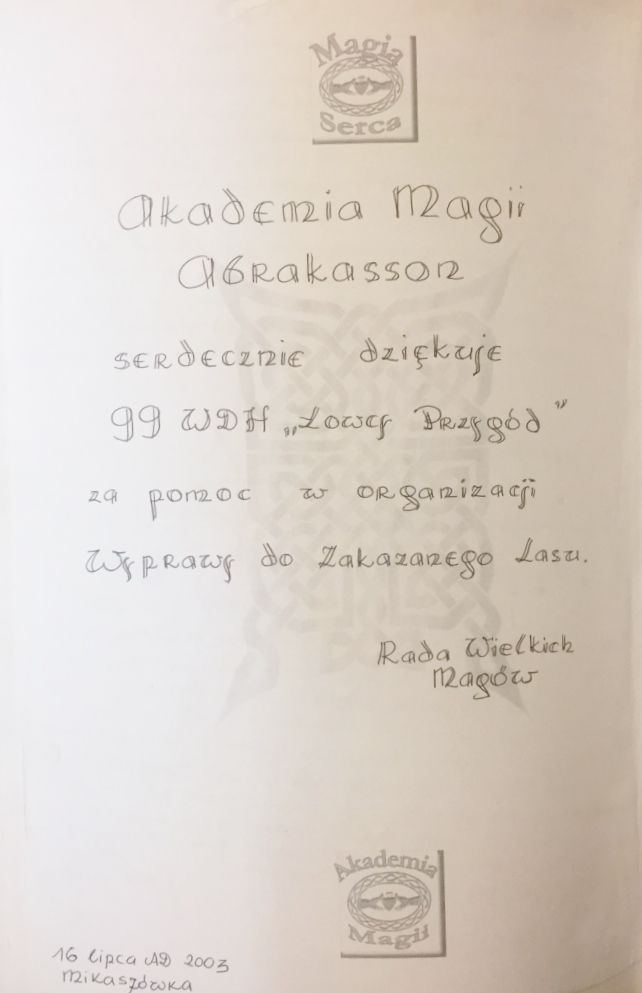 Magia
Serca
Akademia Magii
Abrakasson
serdecznie dziękuje
99 WDH „Łowcy Przygód"
za pomoc w organizacji
Wyprawy do Zakazanego Lasu.
Rada Wielkich
Magów
Akademia
Magii
16 lipca AD 2003
Mikaszówka